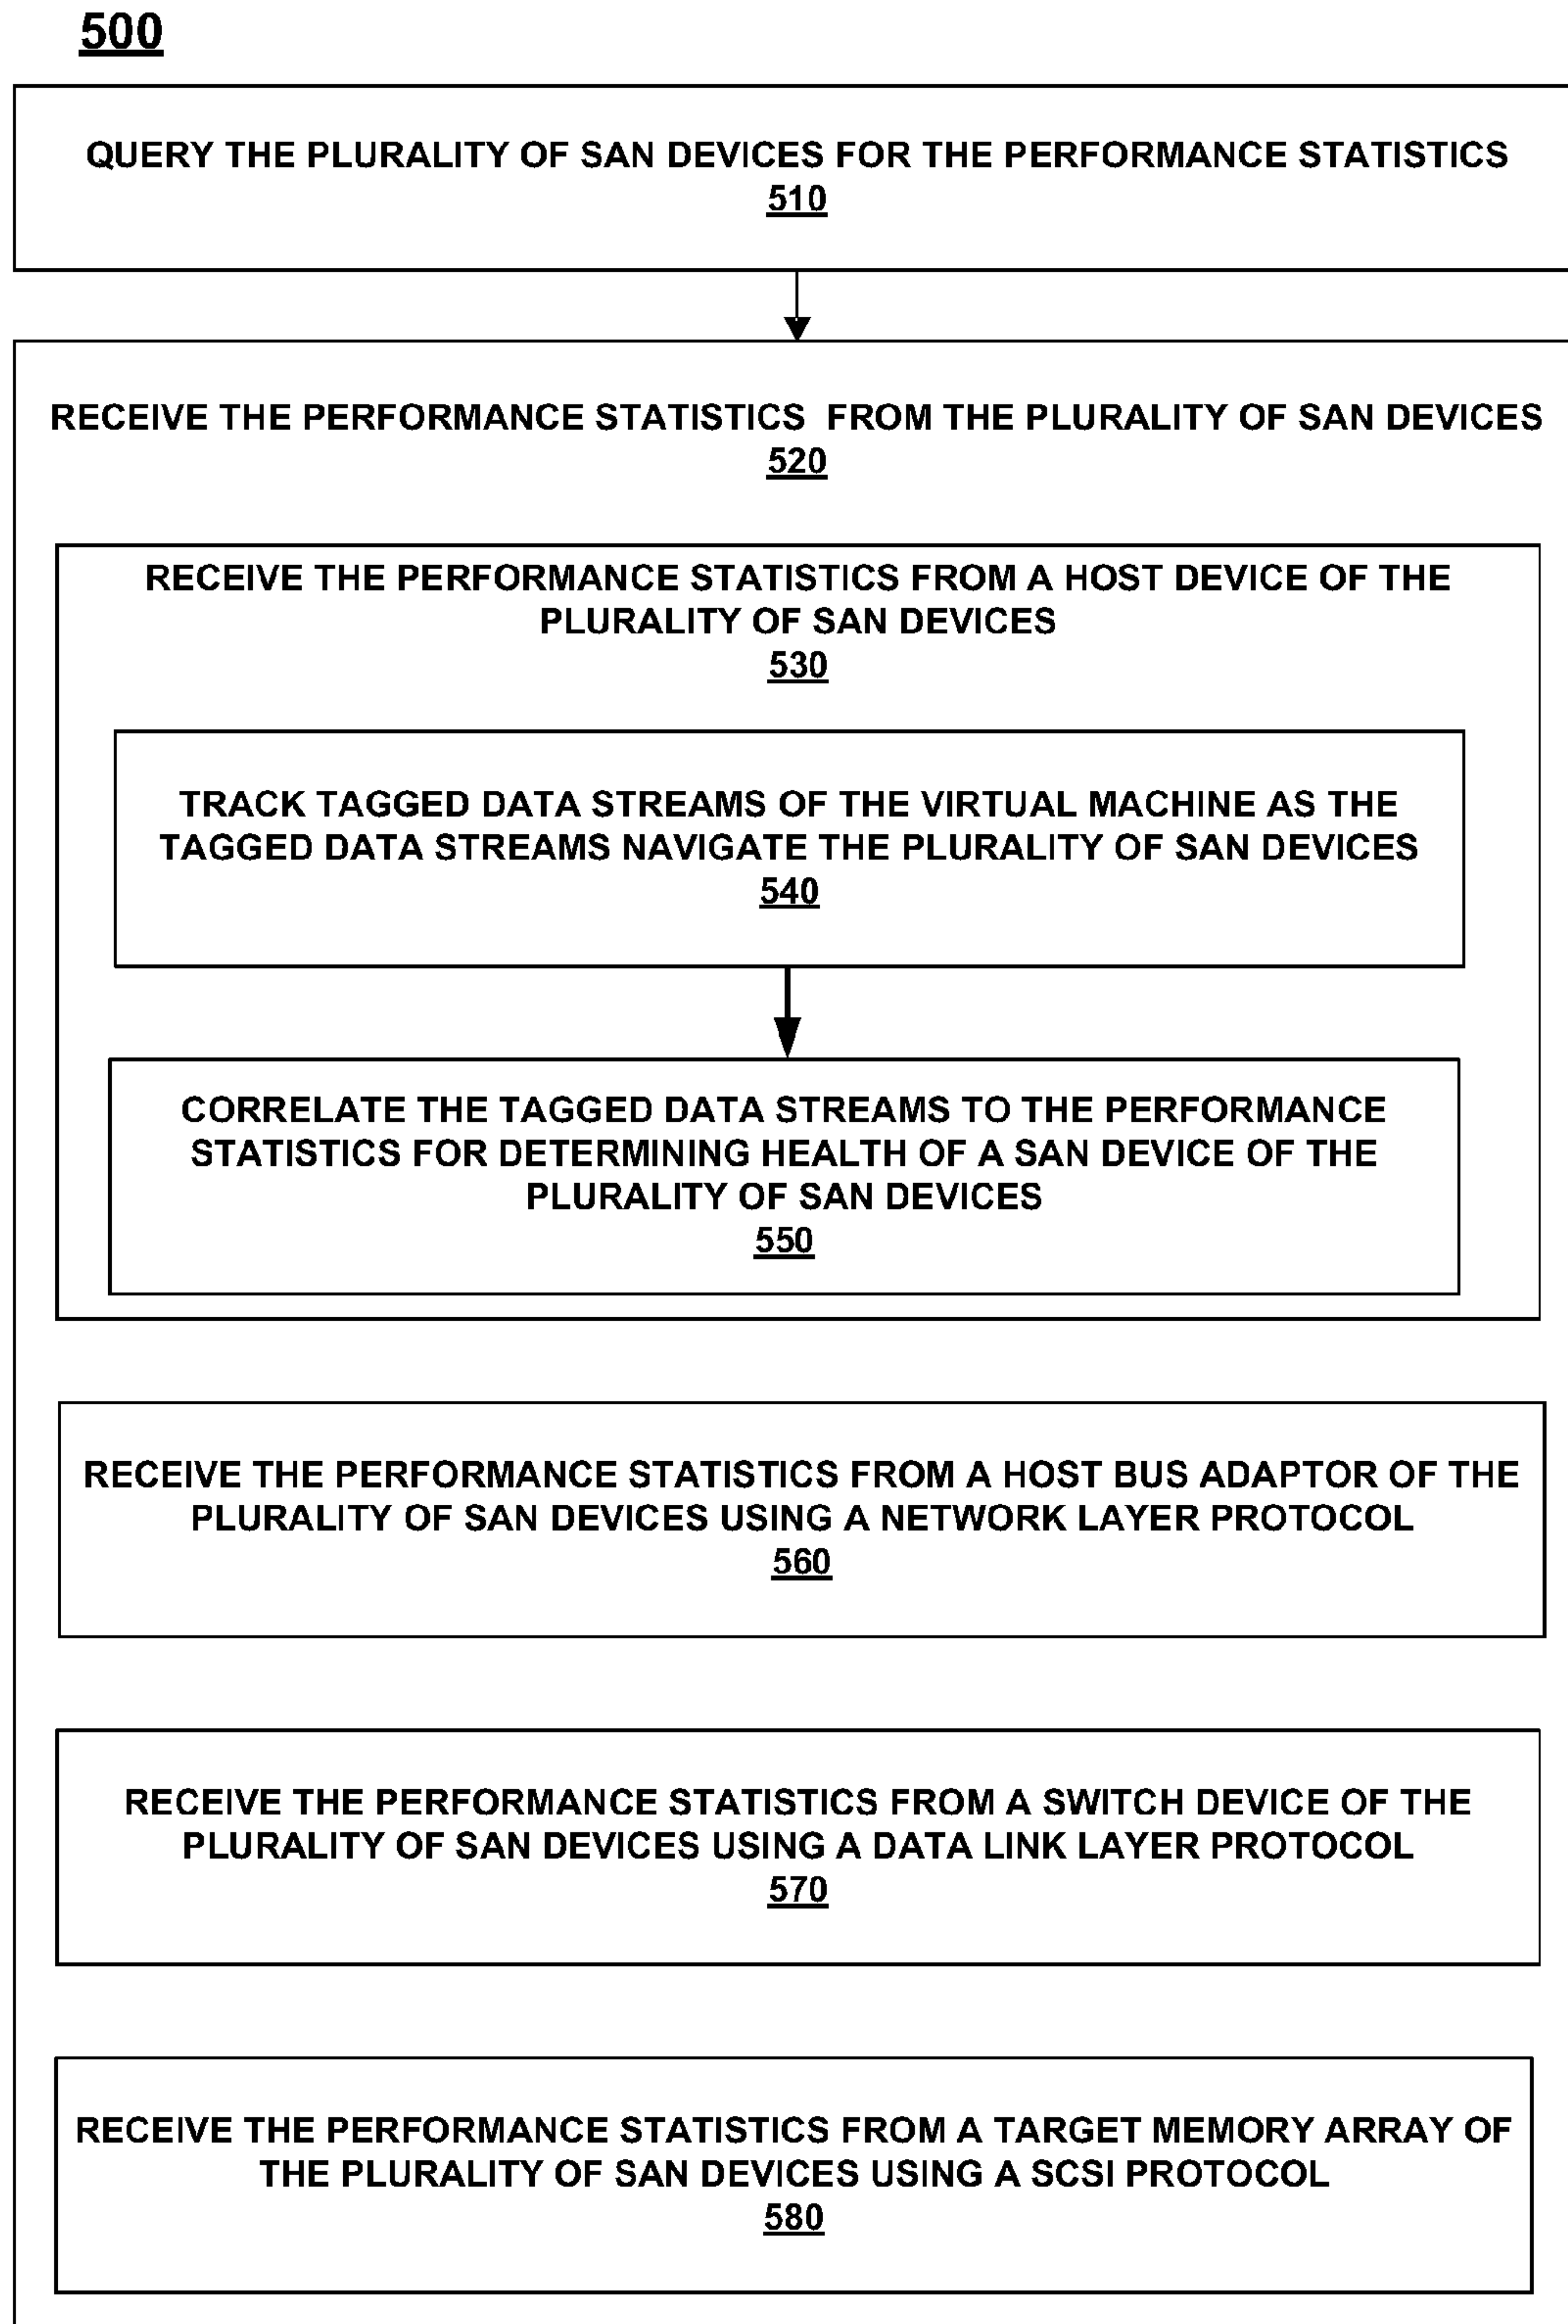 500
QUERY THE PLURALITY OF SAN DEVICES FOR THE PERFORMANCE STATISTICS
510
RECEIVE THE PERFORMANCE STATISTICS FROM THE PLURALITY OF SAN DEVICES
520
RECEIVE THE PERFORMANCE STATISTICS FROM A HOST DEVICE OF THE
PLURALITY OF SAN DEVICES
530
TRACK TAGGED DATA STREAMS OF THE VIRTUAL MACHINE AS THE
TAGGED DATA STREAMS NAVIGATE THE PLURALITY OF SAN DEVICES
540
CORRELATE THE TAGGED DATA STREAMS TO THE PERFORMANCE
STATISTICS FOR DETERMINING HEALTH OF A SAN DEVICE OF THE
PLURALITY OF SAN DEVICES
550
RECEIVE THE PERFORMANCE STATISTICS FROM A HOST BUS ADAPTOR OF THE
PLURALITY OF SAN DEVICES USING A NETWORK LAYER PROTOCOL
560
RECEIVE THE PERFORMANCE STATISTICS FROM A SWITCH DEVICE OF THE
PLURALITY OF SAN DEVICES USING A DATA LINK LAYER PROTOCOL
570
RECEIVE THE PERFORMANCE STATISTICS FROM A TARGET MEMORY ARRAY OF
THE PLURALITY OF SAN DEVICES USING A SCSI PROTOCOL
580